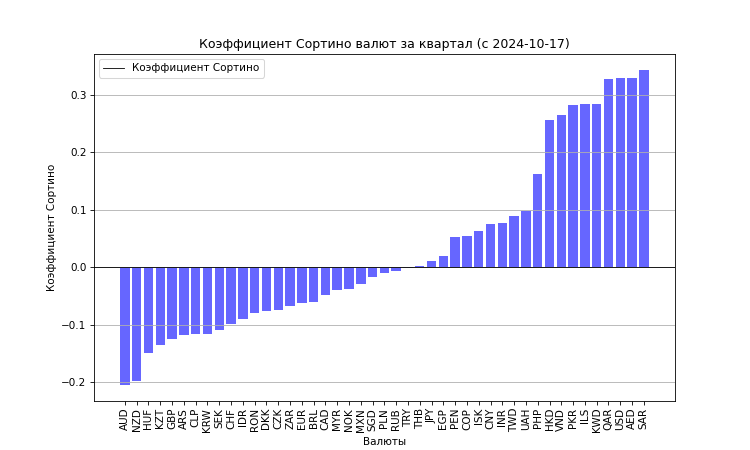 Коэффициент Сортино валют за квартал (с 2024-10-17)
Коэффициент Сортино
Коэффициент Сортино
0.3
0.2
0.1
0.0
−0.1
−0.2
AUD NZD HUF KZT GBP ARS CLP KRW SEK CHF IDR RON DKK CZK ZAR EUR BRL CAD MYR NOK MXN SGD PLN RUB TRY THB JPY EGP PEN COP ISK CNY INR TWD UAH PHP HKD VND PKR ILS KWD QAR USD AED SAR
Валюты